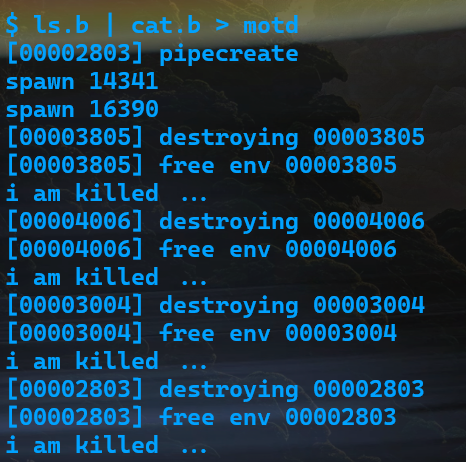 $ ls.b | cat.b > motd
[00002803] pipecreate
spawn 14341
spawn 16390
[00003805] destroying 00003805
[00003805] free env 00003805
i am killed ...
[00004006] destroying 00004006
[00004006] free env 00004006
i am killed ...
[00003004] destroying 00003004
[00003004] free env 00003004
i am killed ...
[00002803] destroying 00002803
[00002803] free env 00002803
i am killed ...